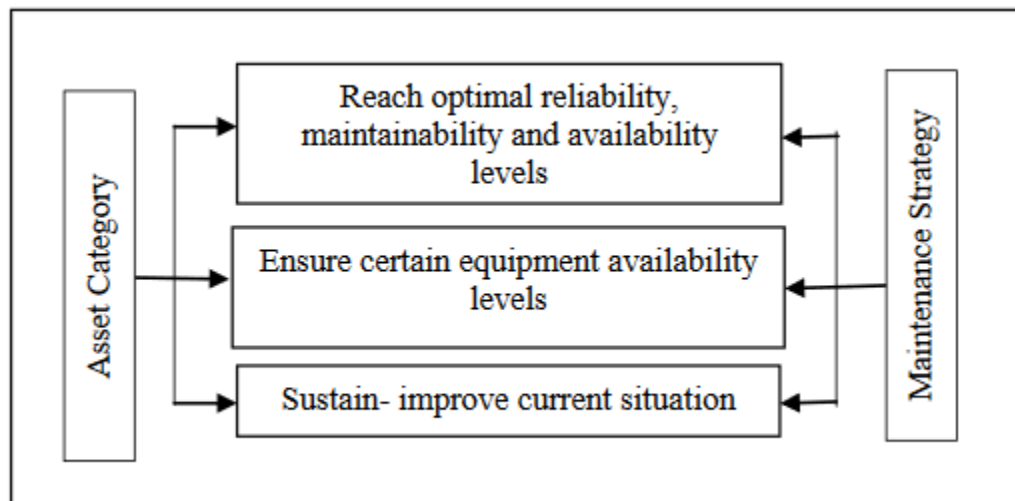 Asset Category
Reach optimal reliability,
maintainability and availability
levels
Ensure certain equipment availability
levels
Sustain- improve current situation
Maintenance Strategy